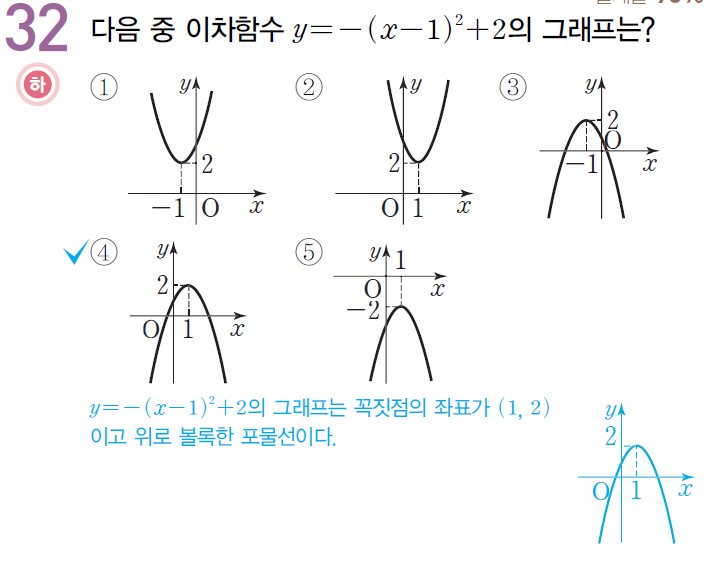 32 다음 중 이차함수 y=-(x-1)²+2의 그래프는?
하
① y 2 -1 O x
② y 2 O 1 x
③ y 2 O -1 x
④ y 2 O 1 x
⑤ y 1 O x -2
y=-(x-1)²+2의 그래프는 꼭짓점의 좌표가 (1, 2)
이고 위로 볼록한 포물선이다.
y 2 O 1 x